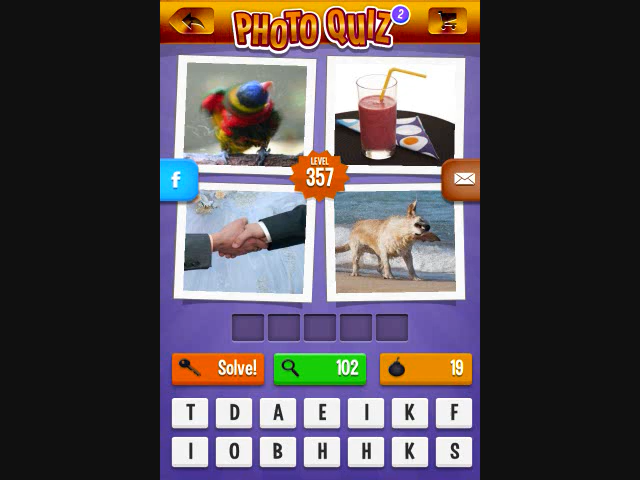 PHOTO QUIZ 2
LEVEL
357
f
Solve! 102 19
T D A E I K F
I O B H H K S